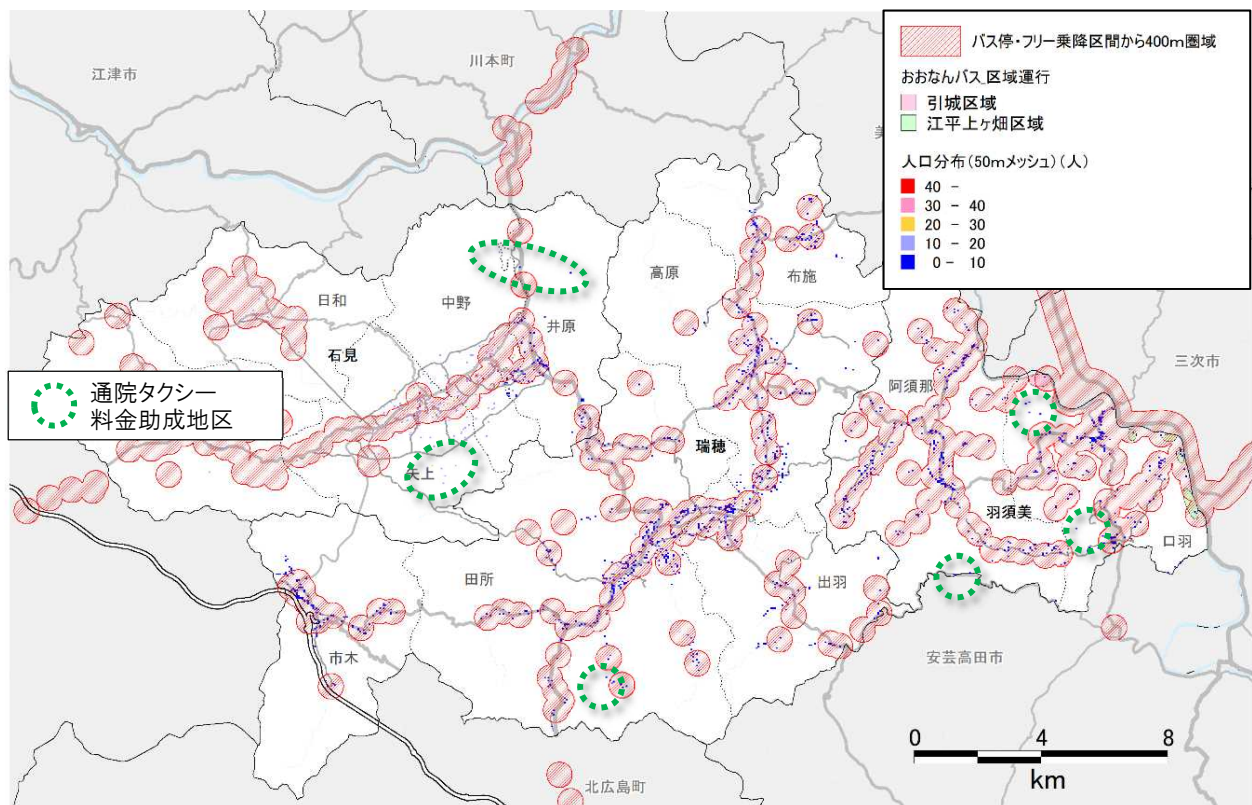 バス停・フリー乗降区間から400m圏域
おおなんバス_区域運行
引城区域
江平上ヶ畑区域
人口分布(50mメッシュ)(人)
40 -
30 - 40
20 - 30
10 - 20
0 - 10
江津市
川本町
高原
布施
日和
中野
井原
石見
三次市
阿須那
通院タクシー
料金助成地区
瑞穂
矢上
羽須美
口羽
田所
出羽
市木
安芸高田市
北広島町
0 4 8
km